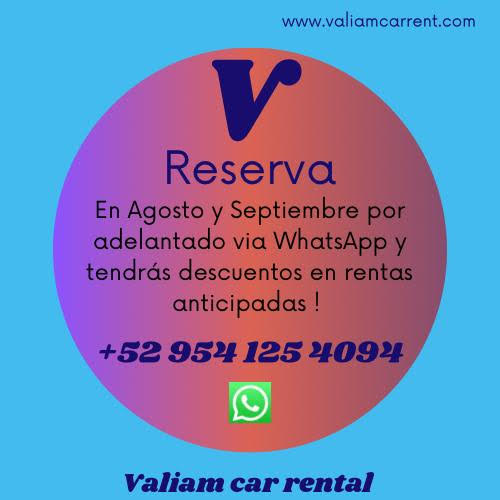 www.valiamcarrent.com
V
Reserva
En Agosto y Septiembre por
adelantado via WhatsApp y
tendrás descuentos en rentas
anticipadas !
+52 954 125 4094
Valiam car rental